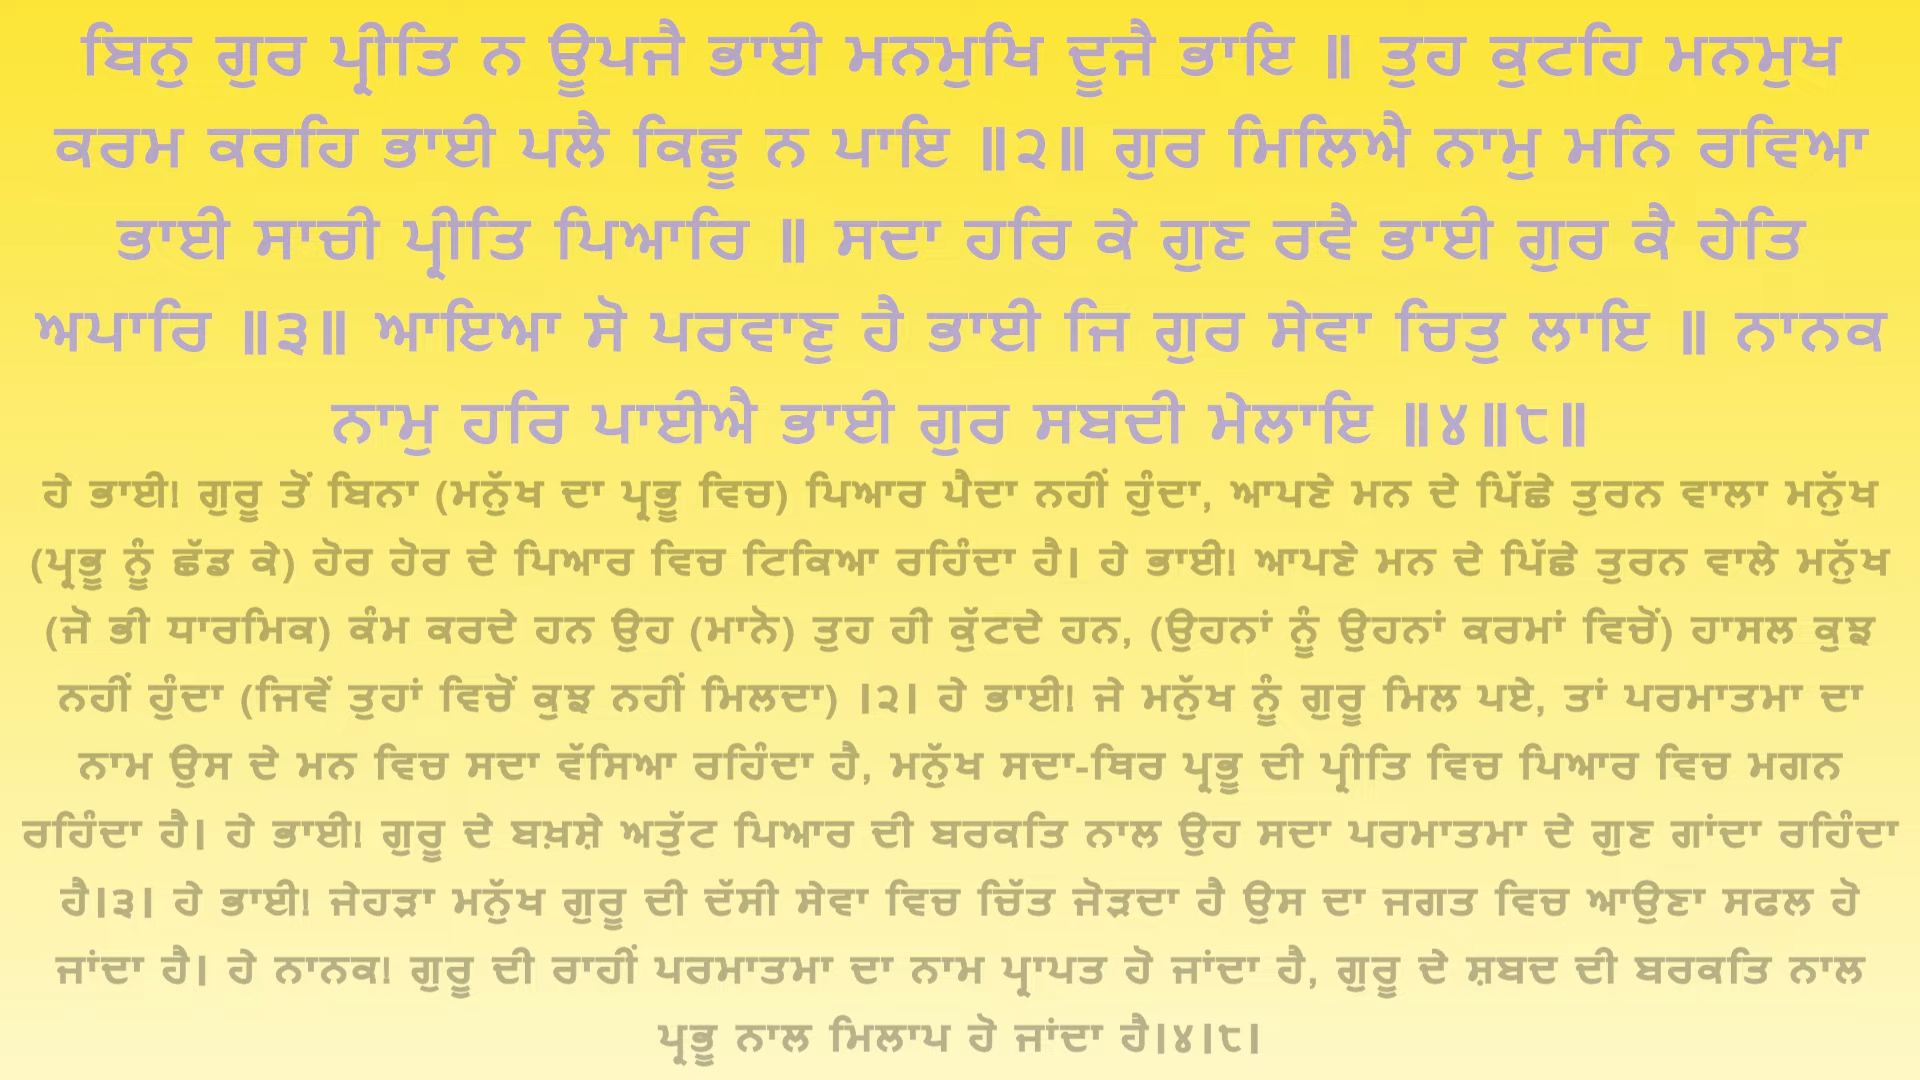 ਬਿਨੁ ਗੁਰ ਪ੍ਰੀਤਿ ਨ ਊਪਜੈ ਭਾਈ ਮਨਮੁਖਿ ਦੂਜੈ ਭਾਇ ॥ ਤੁਹ ਕੁਟਹਿ ਮਨਮੁਖ
ਕਰਮ ਕਰਹਿ ਭਾਈ ਪਲੈ ਕਿਛੂ ਨ ਪਾਇ ॥੨॥ ਗੁਰ ਮਿਲਿਐ ਨਾਮੁ ਮਨਿ ਰਵਿਆ
ਭਾਈ ਸਾਚੀ ਪ੍ਰੀਤਿ ਪਿਆਰਿ ॥ ਸਦਾ ਹਰਿ ਕੇ ਗੁਣ ਰਵੈ ਭਾਈ ਗੁਰ ਕੈ ਹੇਤਿ
ਅਪਾਰਿ ॥੩॥ ਆਇਆ ਸੋ ਪਰਵਾਣੁ ਹੈ ਭਾਈ ਜਿ ਗੁਰ ਸੇਵਾ ਚਿਤੁ ਲਾਇ ॥ ਨਾਨਕ
ਨਾਮੁ ਹਰਿ ਪਾਈਐ ਭਾਈ ਗੁਰ ਸਬਦੀ ਮੇਲਾਇ ॥੪॥੮॥
ਹੇ ਭਾਈ! ਗੁਰੂ ਤੋਂ ਬਿਨਾ (ਮਨੁੱਖ ਦਾ ਪ੍ਰਭੂ ਵਿਚ) ਪਿਆਰ ਪੈਦਾ ਨਹੀਂ ਹੁੰਦਾ, ਆਪਣੇ ਮਨ ਦੇ ਪਿੱਛੇ ਤੁਰਨ ਵਾਲਾ ਮਨੁੱਖ
(ਪ੍ਰਭੂ ਨੂੰ ਛੱਡ ਕੇ) ਹੋਰ ਹੋਰ ਦੇ ਪਿਆਰ ਵਿਚ ਟਿਕਿਆ ਰਹਿੰਦਾ ਹੈ। ਹੇ ਭਾਈ! ਆਪਣੇ ਮਨ ਦੇ ਪਿੱਛੇ ਤੁਰਨ ਵਾਲੇ ਮਨੁੱਖ
(ਜੋ ਭੀ ਧਾਰਮਿਕ) ਕੰਮ ਕਰਦੇ ਹਨ ਉਹ (ਮਾਨੋ) ਤੁਹ ਹੀ ਕੁੱਟਦੇ ਹਨ, (ਉਹਨਾਂ ਨੂੰ ਉਹਨਾਂ ਕਰਮਾਂ ਵਿਚੋਂ) ਹਾਸਲ ਕੁਝ
ਨਹੀਂ ਹੁੰਦਾ (ਜਿਵੇਂ ਤੁਹਾਂ ਵਿਚੋਂ ਕੁਝ ਨਹੀਂ ਮਿਲਦਾ) ।੨। ਹੇ ਭਾਈ! ਜੇ ਮਨੁੱਖ ਨੂੰ ਗੁਰੂ ਮਿਲ ਪਏ, ਤਾਂ ਪਰਮਾਤਮਾ ਦਾ
ਨਾਮ ਉਸ ਦੇ ਮਨ ਵਿਚ ਸਦਾ ਵੱਸਿਆ ਰਹਿੰਦਾ ਹੈ, ਮਨੁੱਖ ਸਦਾ-ਥਿਰ ਪ੍ਰਭੂ ਦੀ ਪ੍ਰੀਤਿ ਵਿਚ ਪਿਆਰ ਵਿਚ ਮਗਨ
ਰਹਿੰਦਾ ਹੈ। ਹੇ ਭਾਈ! ਗੁਰੂ ਦੇ ਬਖ਼ਸ਼ੇ ਅਤੁੱਟ ਪਿਆਰ ਦੀ ਬਰਕਤਿ ਨਾਲ ਉਹ ਸਦਾ ਪਰਮਾਤਮਾ ਦੇ ਗੁਣ ਗਾਂਦਾ ਰਹਿੰਦਾ
ਹੈ।੩। ਹੇ ਭਾਈ! ਜੇਹੜਾ ਮਨੁੱਖ ਗੁਰੂ ਦੀ ਦੱਸੀ ਸੇਵਾ ਵਿਚ ਚਿੱਤ ਜੋੜਦਾ ਹੈ ਉਸ ਦਾ ਜਗਤ ਵਿਚ ਆਉਣਾ ਸਫਲ ਹੋ
ਜਾਂਦਾ ਹੈ। ਹੇ ਨਾਨਕ! ਗੁਰੂ ਦੀ ਰਾਹੀਂ ਪਰਮਾਤਮਾ ਦਾ ਨਾਮ ਪ੍ਰਾਪਤ ਹੋ ਜਾਂਦਾ ਹੈ, ਗੁਰੂ ਦੇ ਸ਼ਬਦ ਦੀ ਬਰਕਤਿ ਨਾਲ
ਪ੍ਰਭੂ ਨਾਲ ਮਿਲਾਪ ਹੋ ਜਾਂਦਾ ਹੈ।੪।੮।